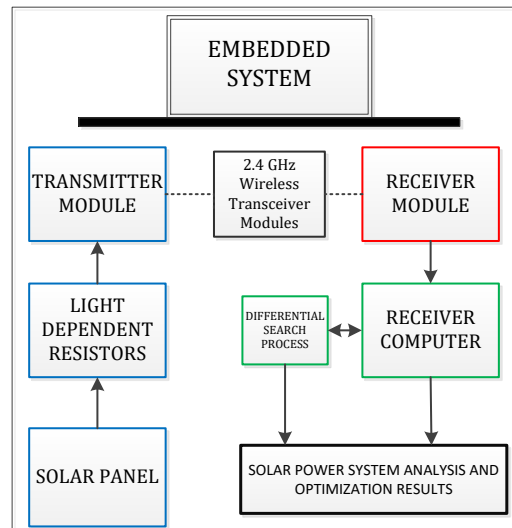 EMBEDDED
SYSTEM
TRANSMITTER
MODULE
2.4 GHz
Wireless
Transceiver
Modules
RECEIVER
MODULE
LIGHT
DEPENDENT
RESISTORS
DIFFERENTIAL
SEARCH
PROCESS
RECEIVER
COMPUTER
SOLAR PANEL
SOLAR POWER SYSTEM ANALYSIS AND
OPTIMIZATION RESULTS